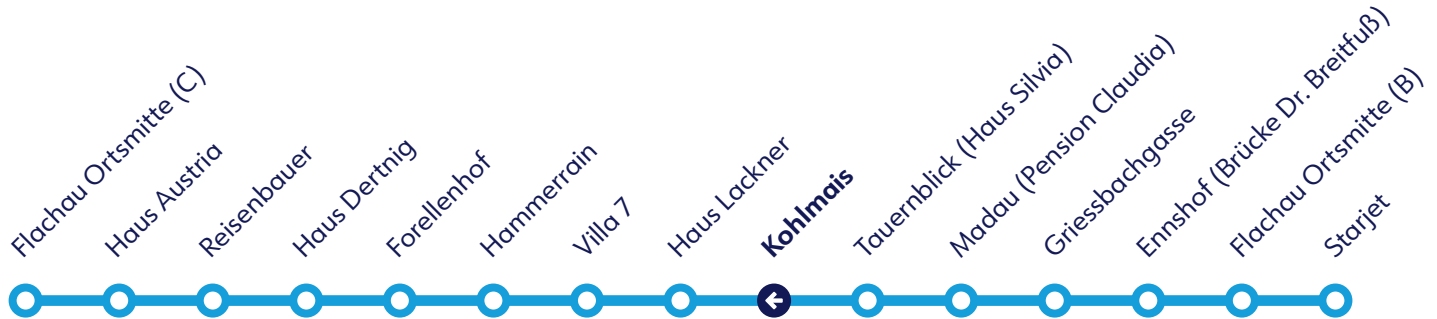 Flachau Ortsmitte (C)
Haus Austria
Reisenbauer
Haus Dertnig
Forellenhof
Hammerrain
Villa 7
Haus Lackner
Kohlmais
Tauernblick (Haus Silvia)
Madau (Pension Claudia)
Griessbachgasse
Ennshof (Brücke Dr. Breitfuß)
Flachau Ortsmitte (B)
Starjet